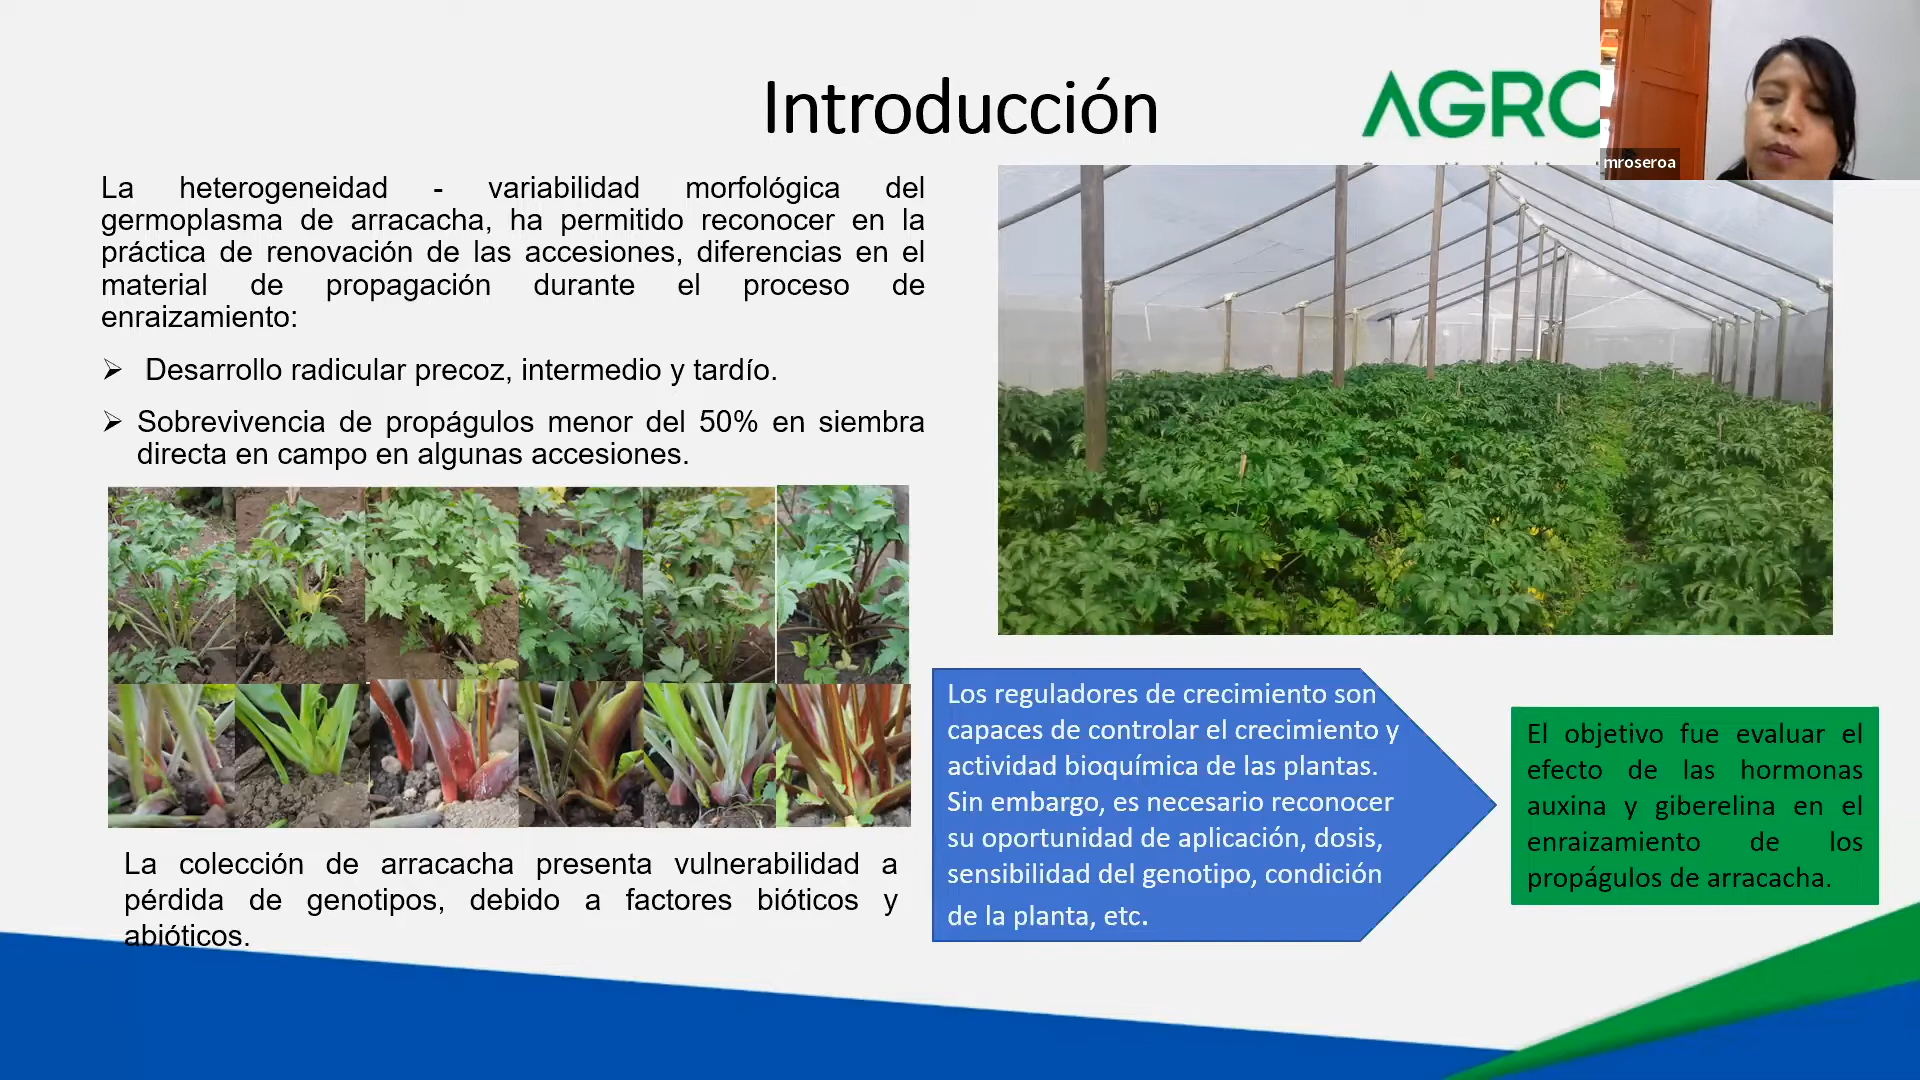 Introducción
AGRO
mroseroa
La heterogeneidad - variabilidad morfológica del
germoplasma de arracacha, ha permitido reconocer en la
práctica de renovación de las accesiones, diferencias en el
material de propagación durante el proceso de
enraizamiento:
Desarrollo radicular precoz, intermedio y tardío.
Sobrevivencia de propágulos menor del 50% en siembra
directa en campo en algunas accesiones.
La colección de arracacha presenta vulnerabilidad a
pérdida de genotipos, debido a factores bióticos y
abióticos.
Los reguladores de crecimiento son
capaces de controlar el crecimiento y
actividad bioquímica de las plantas.
Sin embargo, es necesario reconocer
su oportunidad de aplicación, dosis,
sensibilidad del genotipo, condición
de la planta, etc.
El objetivo fue evaluar el
efecto de las hormonas
auxina y giberelina en el
enraizamiento de los
propágulos de arracacha.